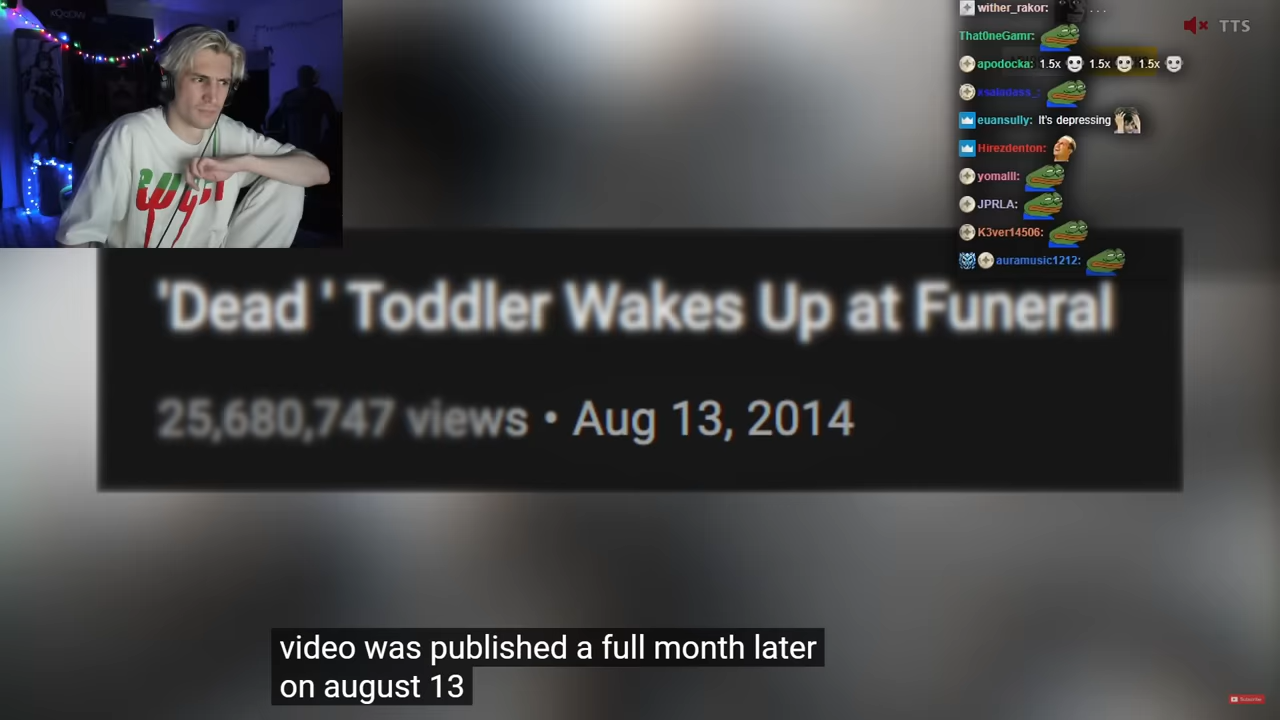 wither_rakor: ...
TTS
That0neGamr:
apodocka: 1.5x 1.5x 1.5x
euansully: It's depressing
Hirezdenton:
yomalll:
JPRLA:
K3ver14506:
auramusic1212:
'Dead ' Toddler Wakes Up at Funeral
25,680,747 views • Aug 13, 2014
video was published a full month later
on august 13
Subscribe